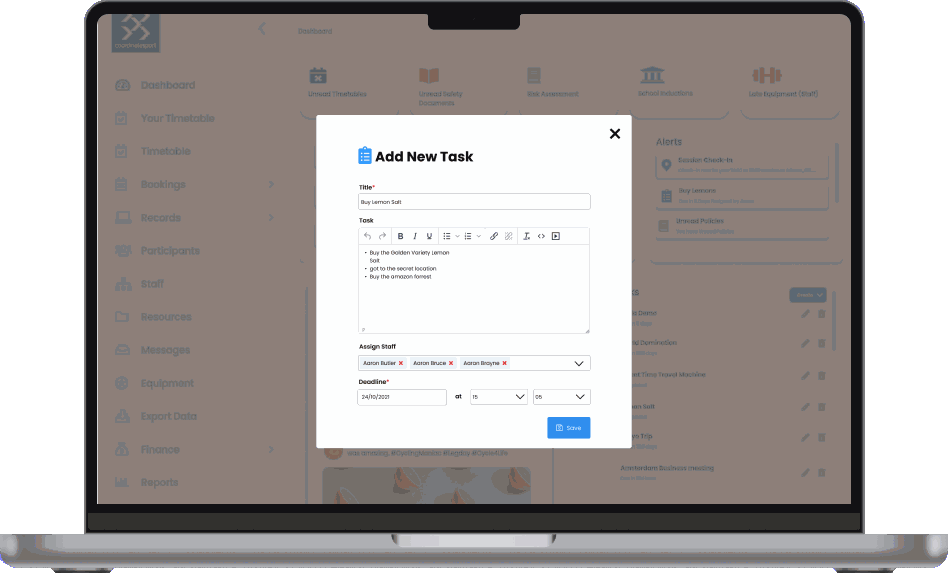 Dashboard
Dashboard
Your Timetable
Timetable
Bookings
Records
Participants
Staff
Resources
Messages
Equipment
Export Data
Finance
Reports
Unread Timetables
Unread Safety
Documents
Risk Assessment
School Inductions
Late Equipment (Staff)
Alerts
Session Check-In
Buy Lemons
Unread Policies
Add New Task
Title*
Buy Lemon Salt
Task
B I U
Buy the Golden Variety Lemon
Salt
got to the secret location
Buy the amazon forrest
Assign Staff
Aaron Butler
Aaron Bruce
Aaron Brayne
Deadline*
24/10/2021
at
15
05
Save
Domination
Time Travel Machine
Salt
Trip
Amsterdam Business meeting